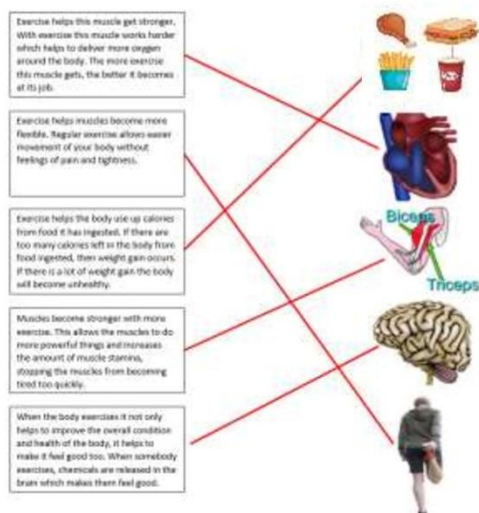 Exercise helps this muscle get stronger.
With exercise this muscle works harder
which helps to deliver more oxygen
around the body. The more exercise
this muscle gets, the better it becomes
at its job.
Exercise helps muscles become more
flexible. Regular exercise allows easier
movement of your body without
feelings of pain and tightness.
Exercise helps the body use up calories
from food it has ingested. If there are
too many calories left in the body from
food ingested, then weight gain occurs.
If there is a lot of weight gain the body
will become unhealthy.
Muscles become stronger with more
exercise. This allows the muscles to do
more powerful things and increases
the amount of muscle stamina,
stopping the muscles from becoming
tired too quickly.
When the body exercises it not only
helps to improve the overall condition
and health of the body, it helps to
make it feel good too. When somebody
exercises, chemicals are released in the
brain which makes them feel good.
Biceps
Triceps